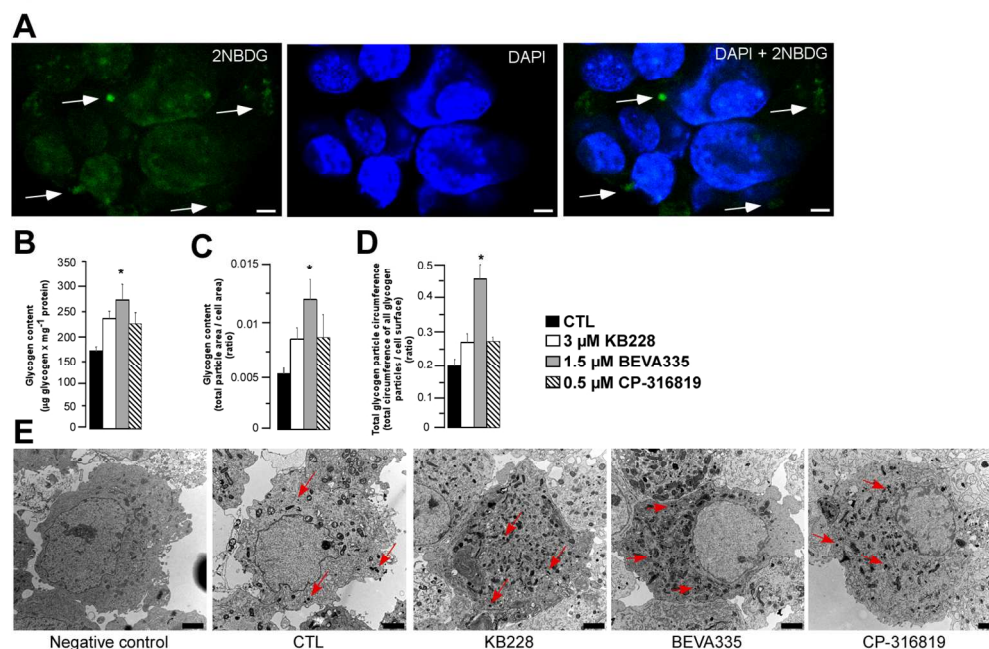 A
2NBDG
DAPI
DAPI + 2NBDG
B
Glycogen content
(µg glycogen x mg⁻¹ protein)
350
300
250
200
150
100
50
0
*
C
Glycogen content
(total particle area / cell area)
(ratio)
0.015
0.01
0.005
0
*
D
Total glycogen particle circumference
(total circumference of all glycogen
particles / cell surface)
(ratio)
0.5
0.4
0.3
0.2
0.1
0
*
CTL
3 µM KB228
1.5 µM BEVA335
0.5 µM CP-316819
E
Negative control
CTL
KB228
BEVA335
CP-316819